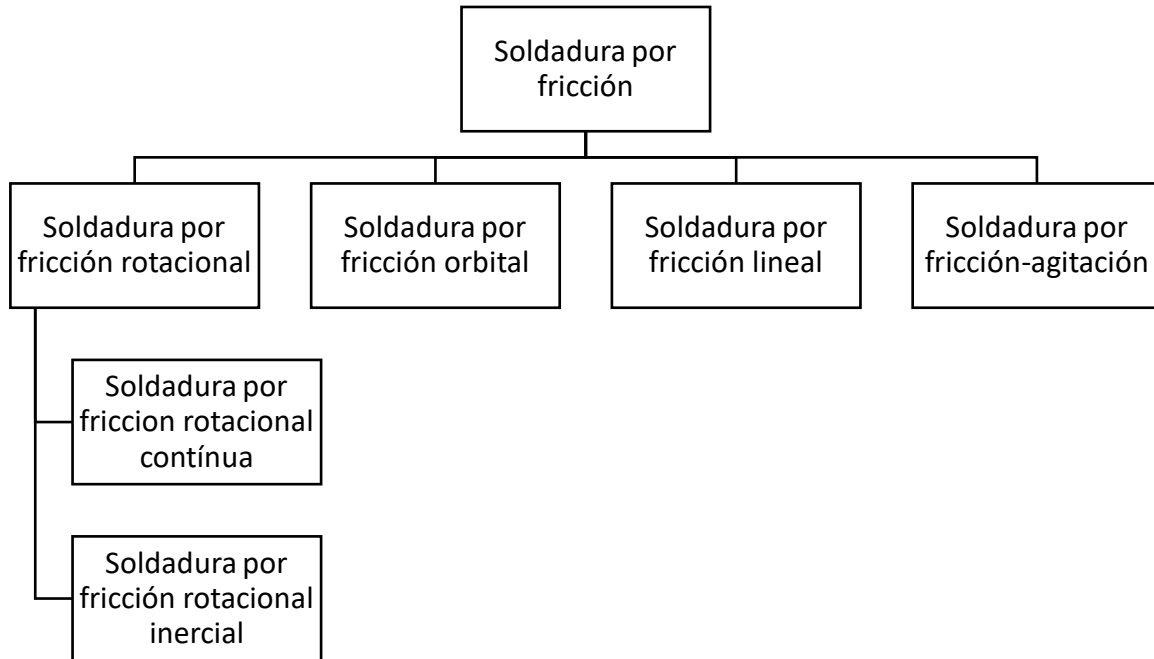 Soldadura por
fricción
Soldadura por
fricción rotacional
Soldadura por
fricción orbital
Soldadura por
fricción lineal
Soldadura por
fricción-agitación
Soldadura por
friccion rotacional
contínua
Soldadura por
fricción rotacional
inercial